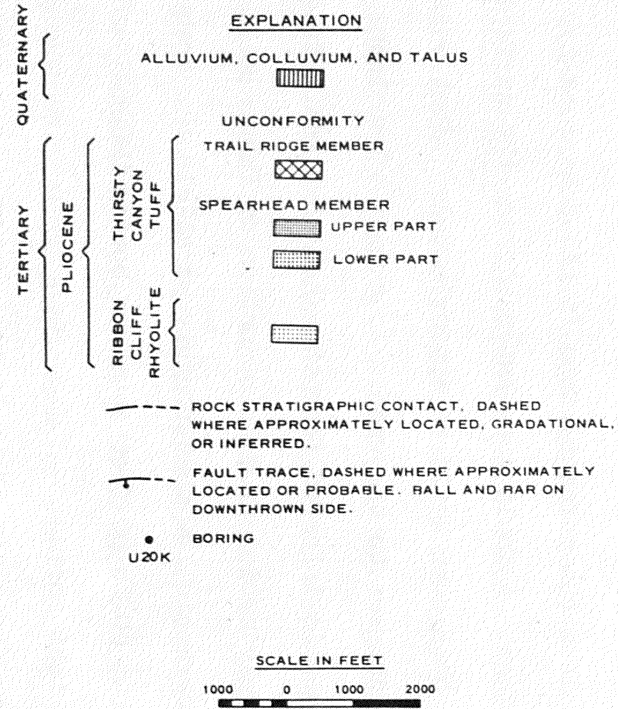 EXPLANATION
QUATERNARY
ALLUVIUM, COLLUVIUM, AND TALUS
UNCONFORMITY
TERTIARY
PLIOCENE
THIRSTY
CANYON
TUFF
TRAIL RIDGE MEMBER
SPEARHEAD MEMBER
UPPER PART
LOWER PART
RIBBON
CLIFF
RHYOLITE
ROCK STRATIGRAPHIC CONTACT, DASHED
WHERE APPROXIMATELY LOCATED, GRADATIONAL,
OR INFERRED.
FAULT TRACE, DASHED WHERE APPROXIMATELY
LOCATED OR PROBABLE. BALL AND BAR ON
DOWNTHROWN SIDE.
BORING
U20K
SCALE IN FEET
1000 0 1000 2000